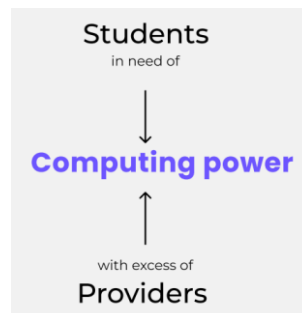 Students
in need of
Computing power
with excess of
Providers